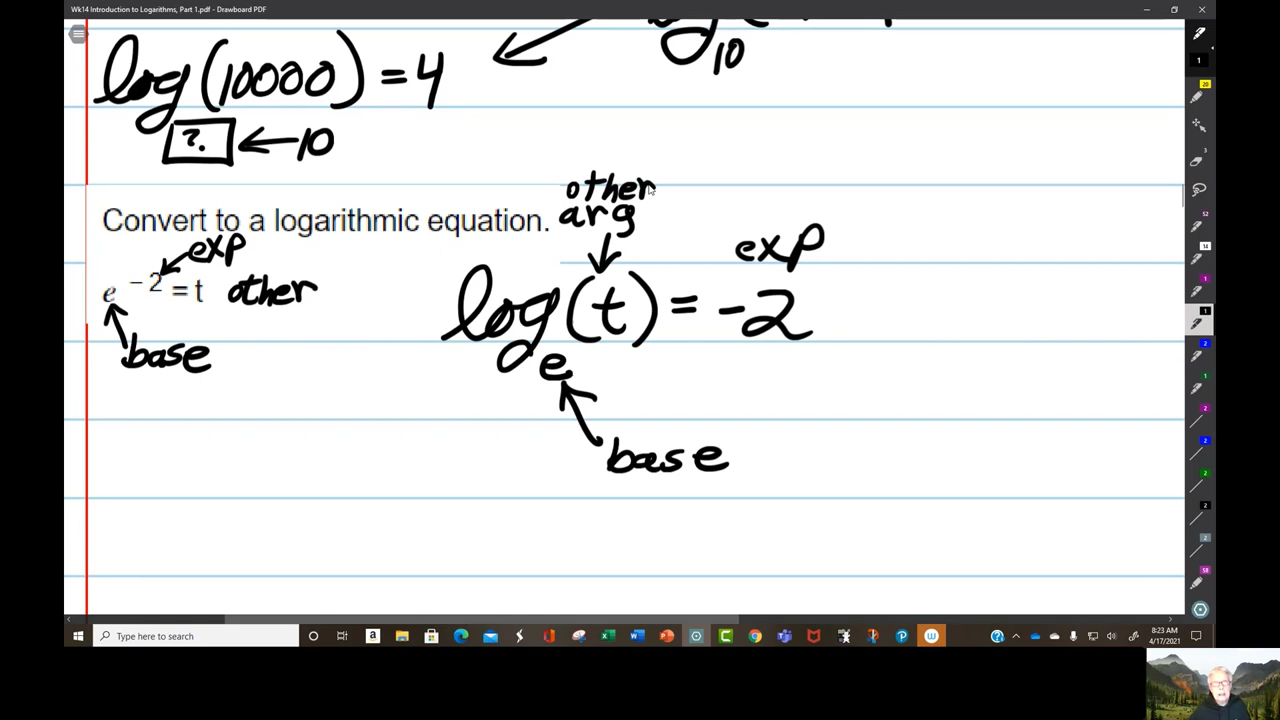 Wk14 Introduction to Logarithms, Part 1.pdf - Drawboard PDF
10
log(10000) = 4
? ← 10
other
Convert to a logarithmic equation. arg
exp exp
e ^-2 = t other log_e(t) = -2
base
base
Type here to search
8:23 AM
4/17/2021